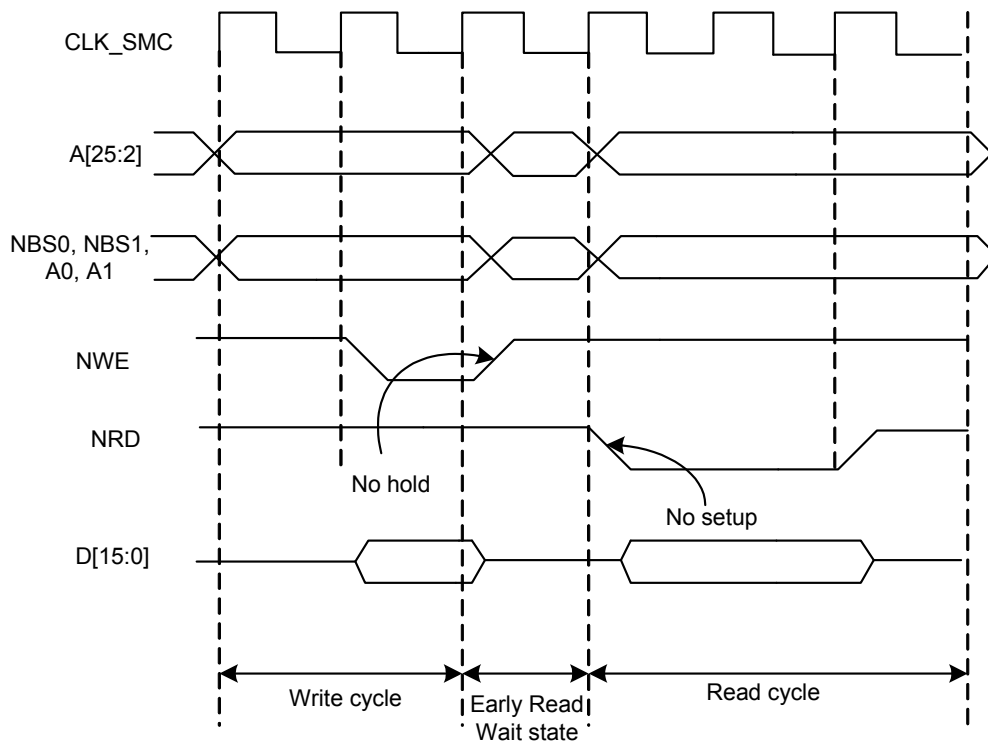 CLK_SMC
A[25:2]
NBS0, NBS1,
A0, A1
NWE
NRD
No hold
No setup
D[15:0]
Write cycle
Early Read
Wait state
Read cycle